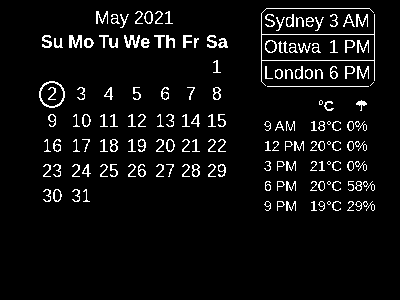 May 2021
Su Mo Tu We Th Fr Sa
1
2 3 4 5 6 7 8
9 10 11 12 13 14 15
16 17 18 19 20 21 22
23 24 25 26 27 28 29
30 31
Sydney 3 AM
Ottawa 1 PM
London 6 PM
°C ☂
9 AM 18°C 0%
12 PM 20°C 0%
3 PM 21°C 0%
6 PM 20°C 58%
9 PM 19°C 29%